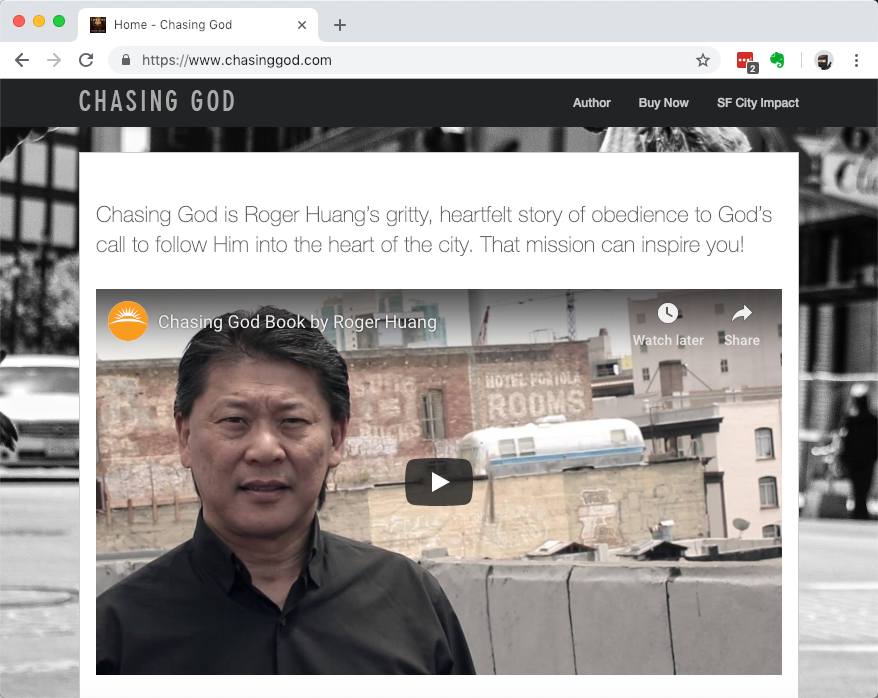 Home - Chasing God
https://www.chasinggod.com
2
CHASING GOD
Author Buy Now SF City Impact
Chasing God is Roger Huang’s gritty, heartfelt story of obedience to God’s
call to follow Him into the heart of the city. That mission can inspire you!
Chasing God Book by Roger Huang
Watch later Share
HOTEL PORTOLA
ROOMS